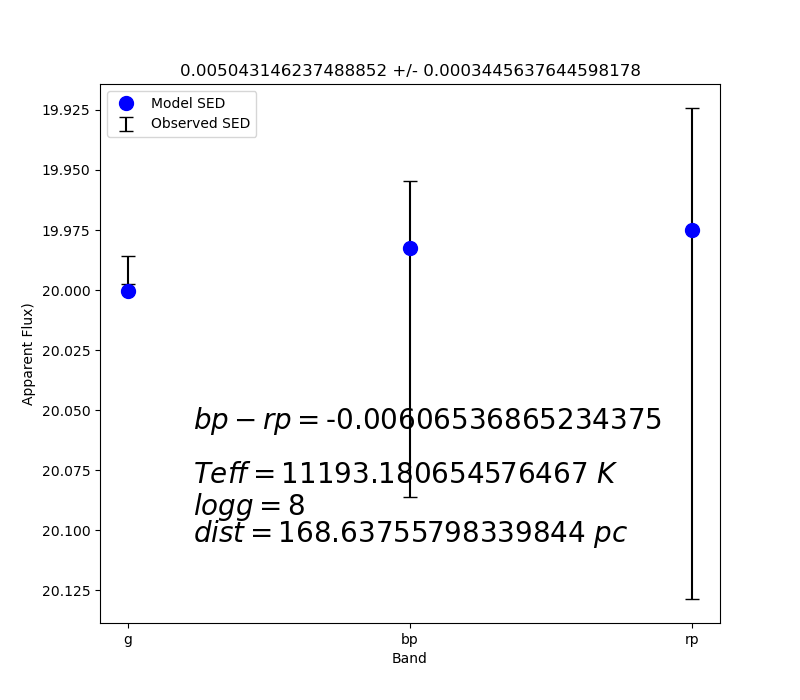 0.005043146237488852 +/- 0.0003445637644598178
Model SED
Observed SED
19.925
19.950
19.975
20.000
20.025
20.050
20.075
20.100
20.125
Apparent Flux)
bp − rp = -0.00606536865234375
Teff = 11193.180654576467 K
logg = 8
dist = 168.63755798339844 pc
g bp rp
Band